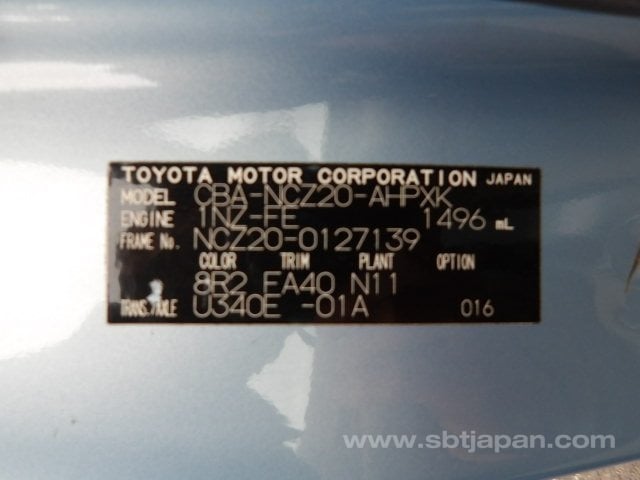 TOYOTA MOTOR CORPORATION JAPAN
MODEL CBA-NCZ20-AHPXK
ENGINE 1NZ-FE 1496 mL
FRAME No. NCZ20-0127139
COLOR TRIM PLANT OPTION
8R2 EA40 N11
TRANS./AXLE U340E -01A 016
www.sbtjapan.com